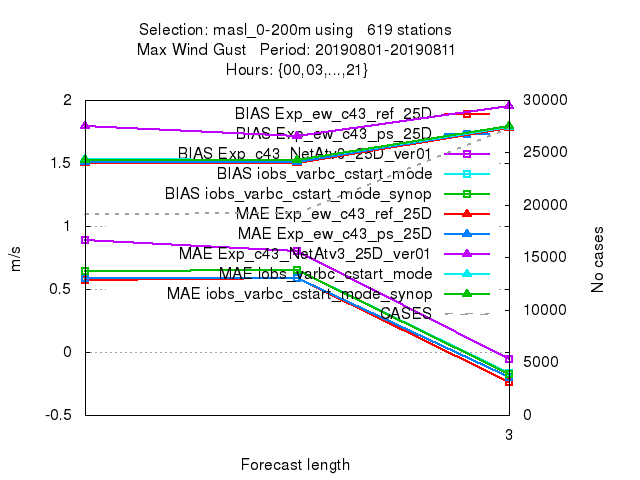 Selection: masl_0-200m using   619 stations
Max Wind Gust   Period: 20190801-20190811
Hours: {00,03,...,21}
2
1.5
1
0.5
0
-0.5
m/s
BIAS Exp_ew_c43_ref_25D
BIAS Exp_ew_c43_ps_25D
BIAS Exp_c43_NetAtv3_25D_ver01
BIAS iobs_varbc_cstart_mode
BIAS iobs_varbc_cstart_mode_synop
MAE Exp_ew_c43_ref_25D
MAE Exp_ew_c43_ps_25D
MAE Exp_c43_NetAtv3_25D_ver01
MAE iobs_varbc_cstart_mode
MAE iobs_varbc_cstart_mode_synop
CASES
30000
25000
20000
15000
10000
5000
0
No cases
3
Forecast length